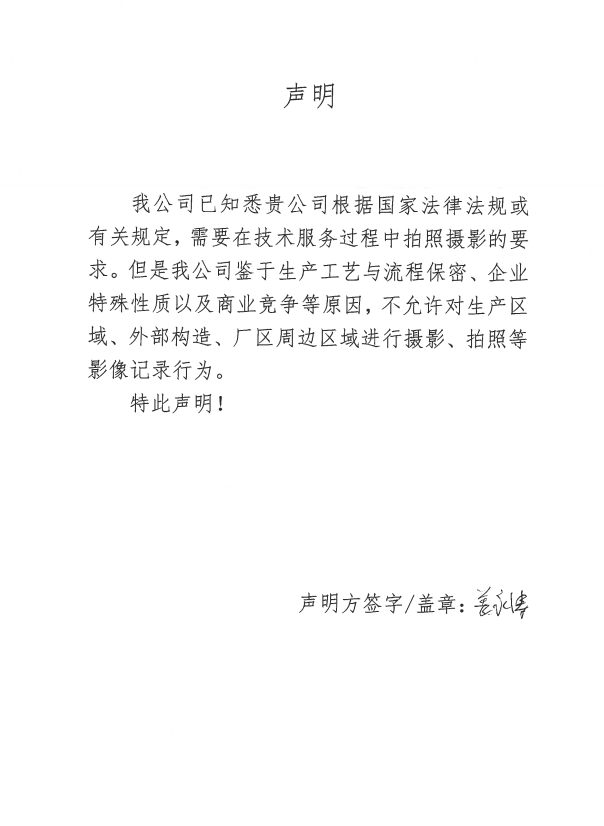 声明
我公司已知悉贵公司根据国家法律法规或
有关规定，需要在技术服务过程中拍照摄影的要
求。但是我公司鉴于生产工艺与流程保密、企业
特殊性质以及商业竞争等原因，不允许对生产区
域、外部构造、厂区周边区域进行摄影、拍照等
影像记录行为。
特此声明！
声明方签字/盖章：